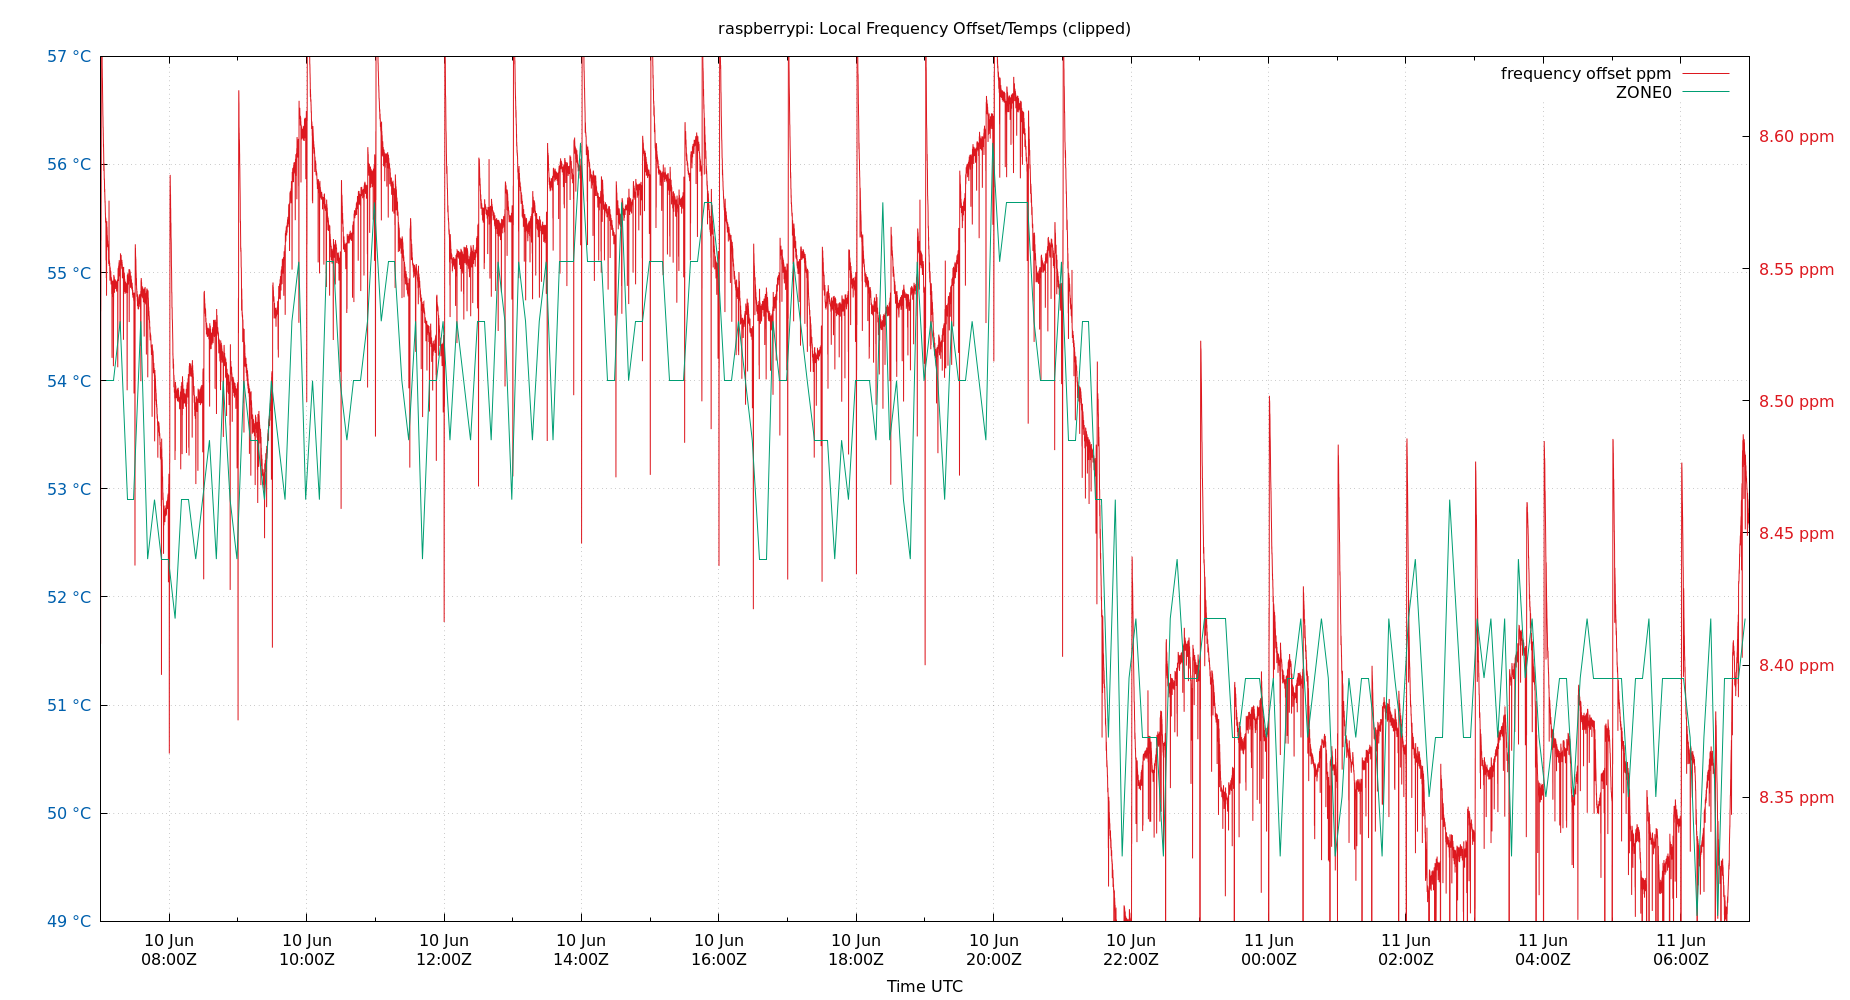 raspberrypi: Local Frequency Offset/Temps (clipped)
57 °C
56 °C
55 °C
54 °C
53 °C
52 °C
51 °C
50 °C
49 °C
frequency offset ppm
ZONE0
8.60 ppm
8.55 ppm
8.50 ppm
8.45 ppm
8.40 ppm
8.35 ppm
10 Jun
08:00Z
10 Jun
10:00Z
10 Jun
12:00Z
10 Jun
14:00Z
10 Jun
16:00Z
10 Jun
18:00Z
10 Jun
20:00Z
10 Jun
22:00Z
11 Jun
00:00Z
11 Jun
02:00Z
11 Jun
04:00Z
11 Jun
06:00Z
Time UTC